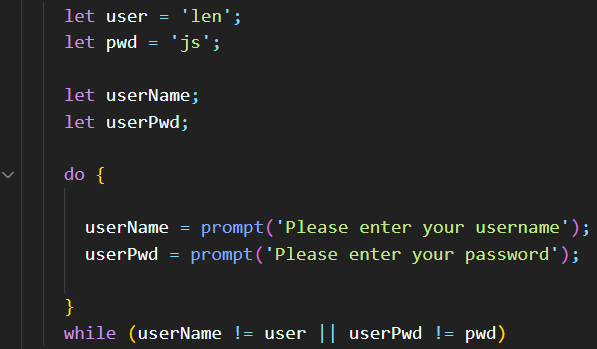 let user = 'len';
let pwd = 'js';
let userName;
let userPwd;
do {
userName = prompt('Please enter your username');
userPwd = prompt('Please enter your password');
}
while (userName != user || userPwd != pwd)